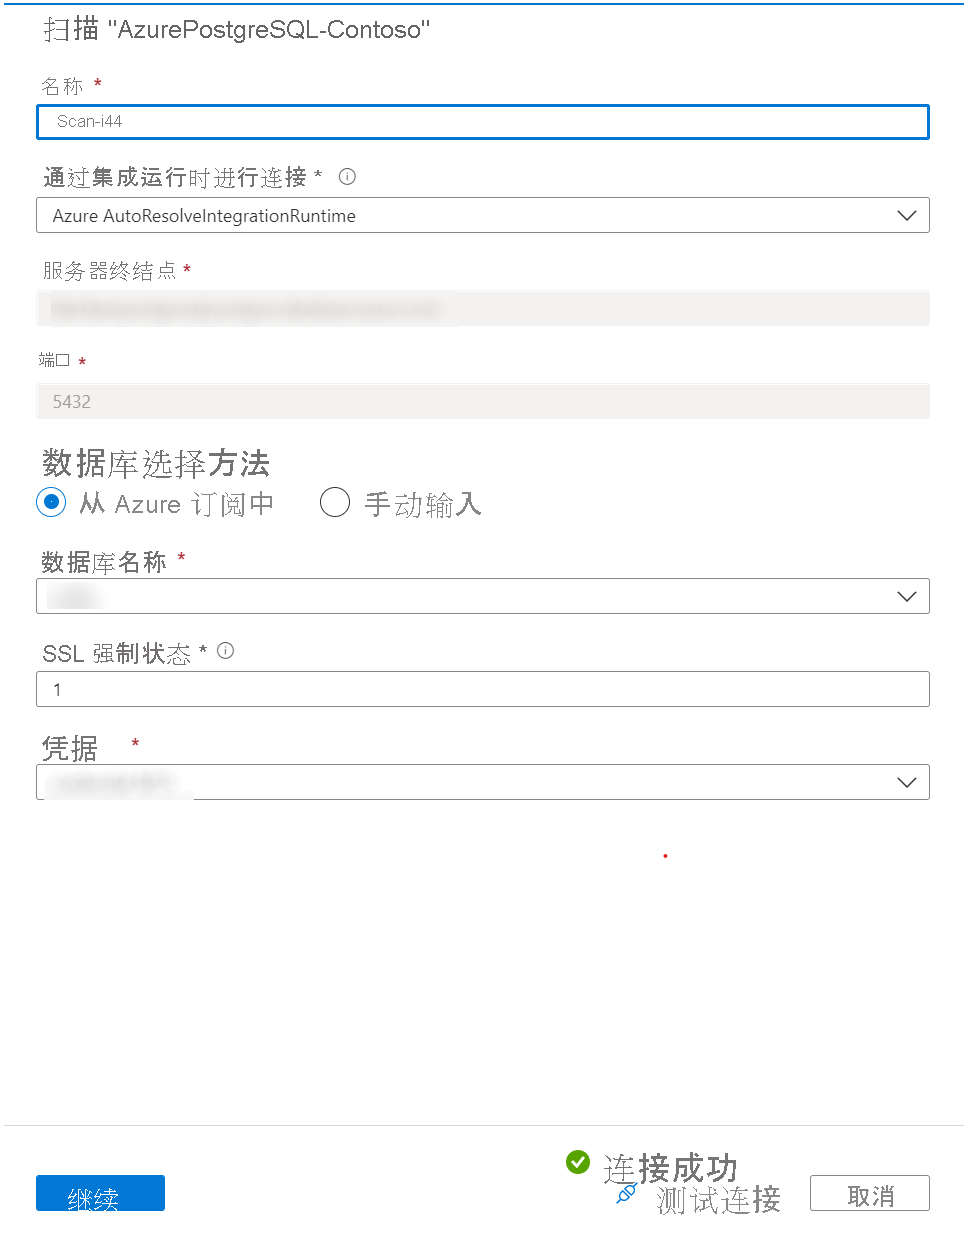 扫描 "AzurePostgreSQL-Contoso"
名称 *
Scan-i44
通过集成运行时进行连接 *
Azure AutoResolveIntegrationRuntime
服务器终结点 *
端口 *
5432
数据库选择方法
从 Azure 订阅中 手动输入
数据库名称 *
SSL 强制状态 *
1
凭据 *
连接成功
继续 测试连接 取消